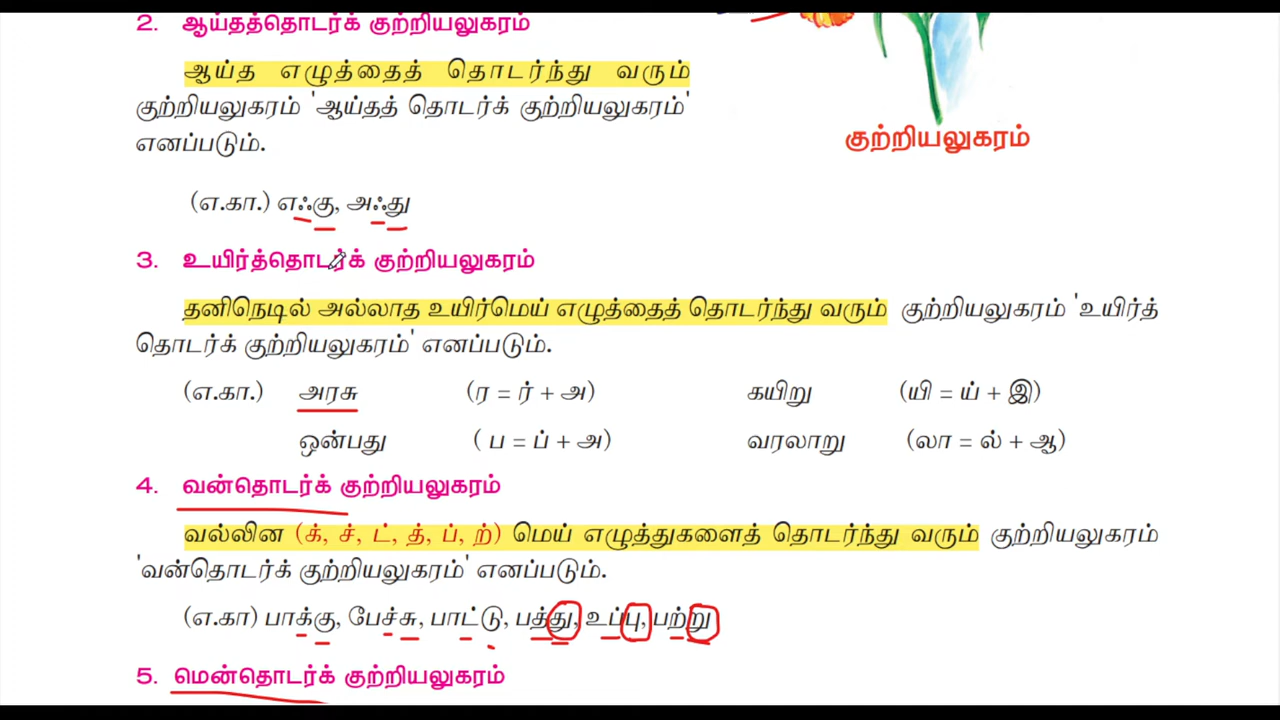 2. ஆய்தத்தொடர்க் குற்றியலுகரம்
ஆய்த எழுத்தைத் தொடர்ந்து வரும்
குற்றியலுகரம் 'ஆய்தத் தொடர்க் குற்றியலுகரம்'
எனப்படும்.
குற்றியலுகரம்
(எ.கா.) எஃகு, அஃது
3. உயிர்த்தொடர்க் குற்றியலுகரம்
தனிநெடில் அல்லாத உயிர்மெய் எழுத்தைத் தொடர்ந்து வரும் குற்றியலுகரம் 'உயிர்த்
தொடர்க் குற்றியலுகரம்' எனப்படும்.
(எ.கா.) அரசு (ர = ர் + அ) கயிறு (யி = ய் + இ)
ஒன்பது ( ப = ப் + அ) வரலாறு (லா = ல் + ஆ)
4. வன்தொடர்க் குற்றியலுகரம்
வல்லின (க், ச், ட், த், ப், ற்) மெய் எழுத்துகளைத் தொடர்ந்து வரும் குற்றியலுகரம்
'வன்தொடர்க் குற்றியலுகரம்' எனப்படும்.
(எ.கா) பாக்கு, பேச்சு, பாட்டு, பத்து, உப்பு, பற்று
5. மென்தொடர்க் குற்றியலுகரம்